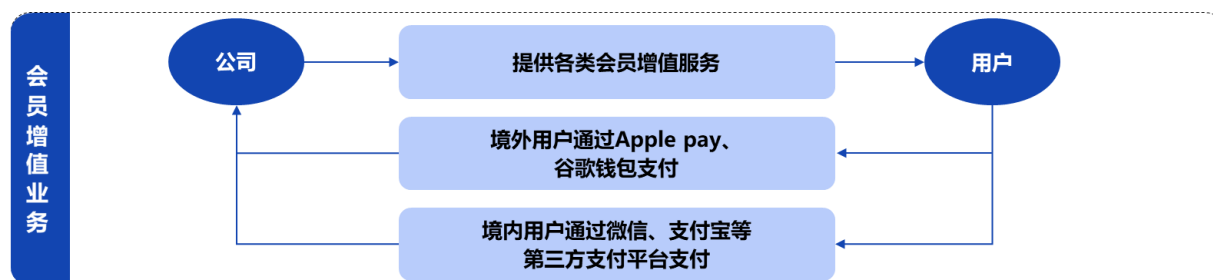 会员增值业务
公司
提供各类会员增值服务
用户
境外用户通过Apple pay、
谷歌钱包支付
境内用户通过微信、支付宝等
第三方支付平台支付